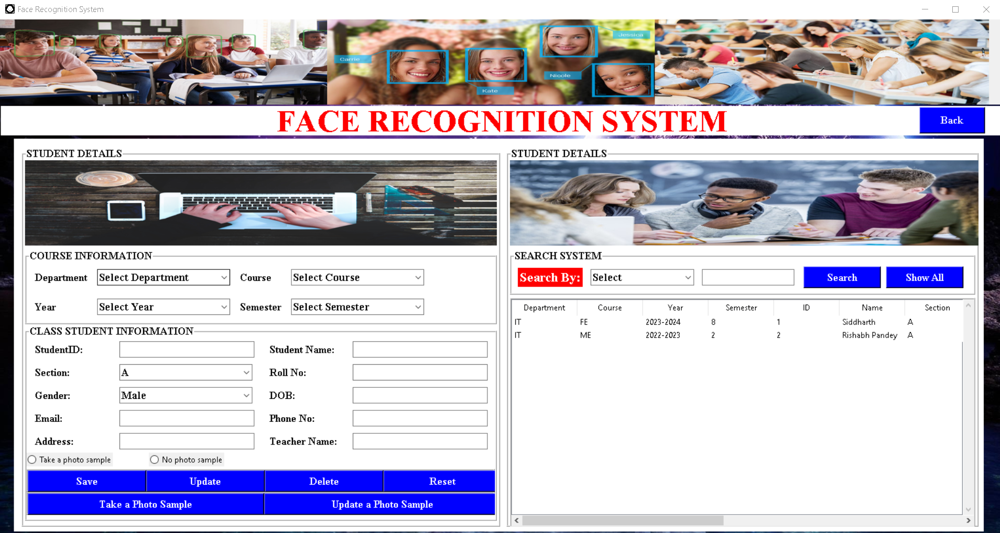 Face Recognition System
Carrie
Kate
Jessica
Nicole
FACE RECOGNITION SYSTEM
Back
STUDENT DETAILS
COURSE INFORMATION
Department Select Department Course Select Course
Year Select Year Semester Select Semester
CLASS STUDENT INFORMATION
StudentID: Student Name:
Section: A Roll No:
Gender: Male DOB:
Email: Phone No:
Address: Teacher Name:
Take a photo sample No photo sample
Save Update Delete Reset
Take a Photo Sample Update a Photo Sample
STUDENT DETAILS
SEARCH SYSTEM
Search By: Select Search Show All
Department Course Year Semester ID Name Section
IT FE 2023-2024 8 1 Siddharth A
IT ME 2022-2023 2 2 Rishabh Pandey A